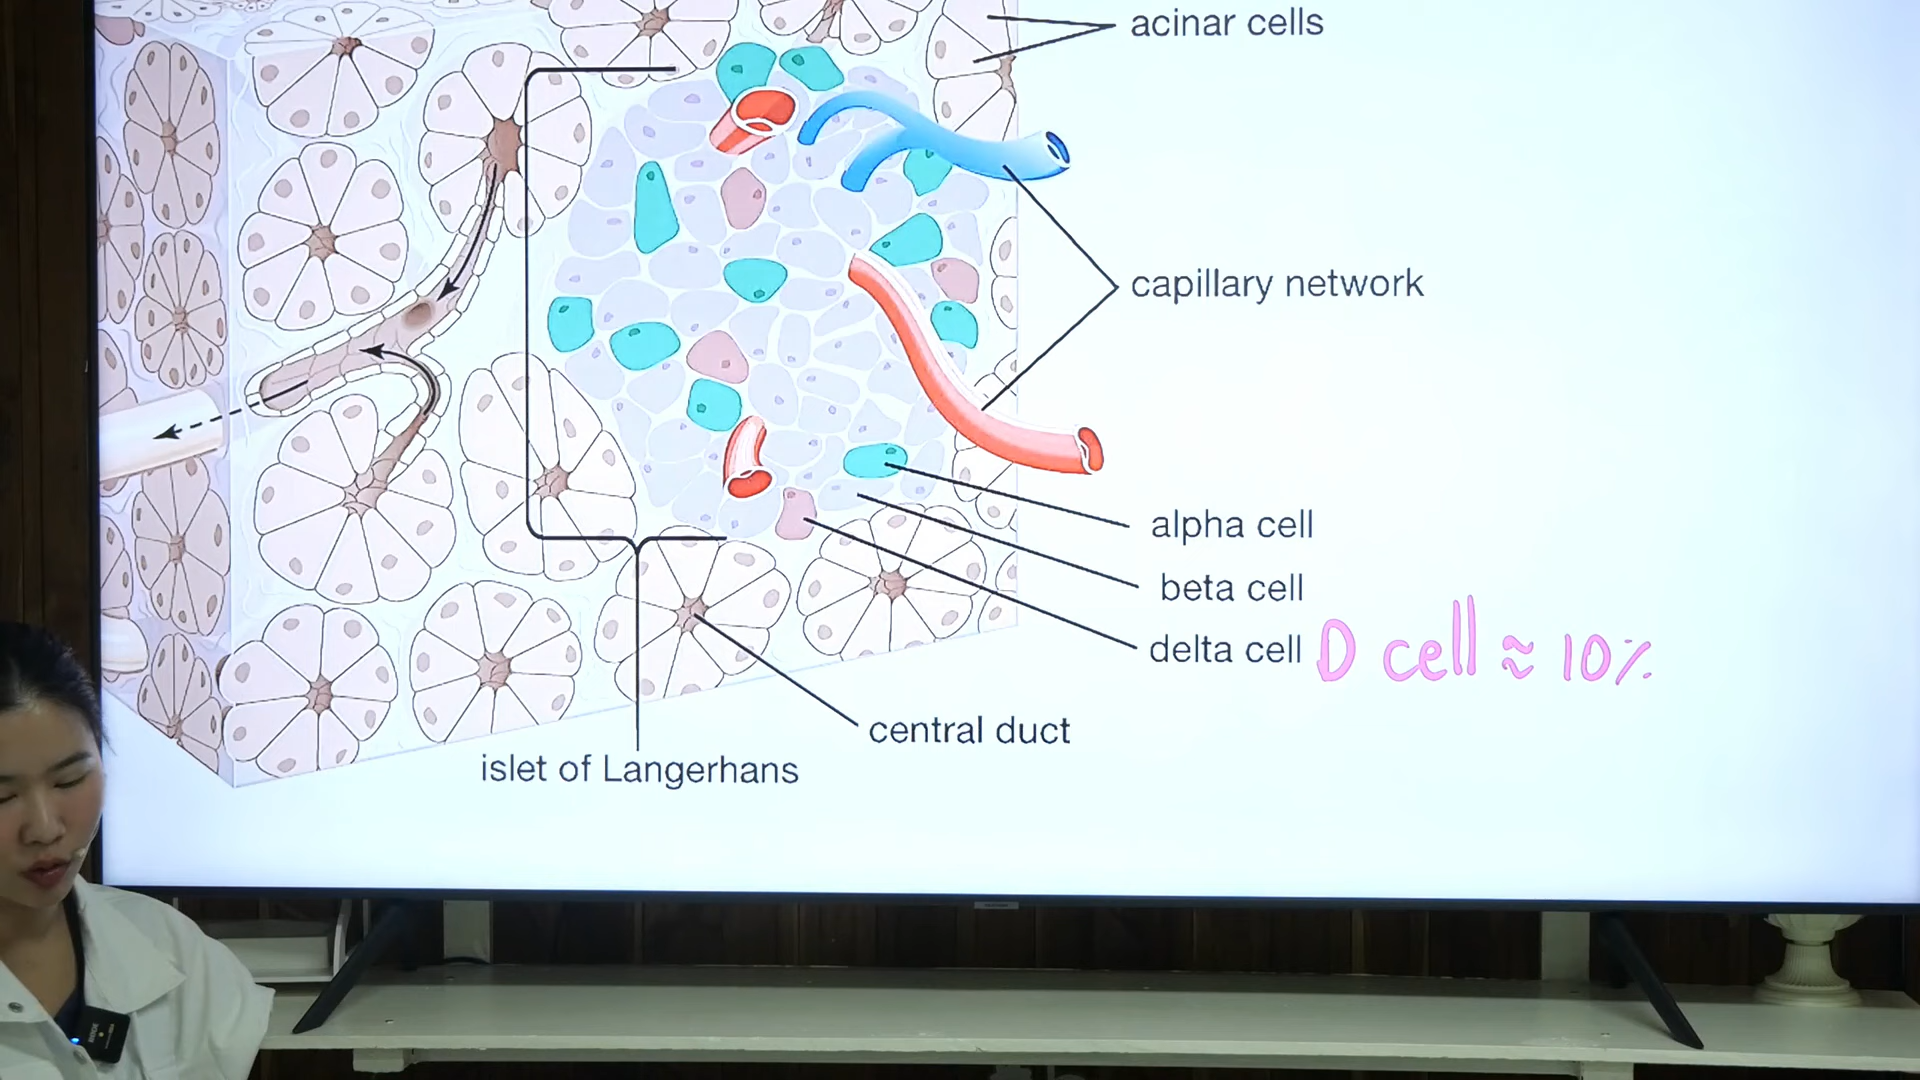 acinar cells
capillary network
alpha cell
beta cell
delta cell D cell ≈ 10%
central duct
islet of Langerhans